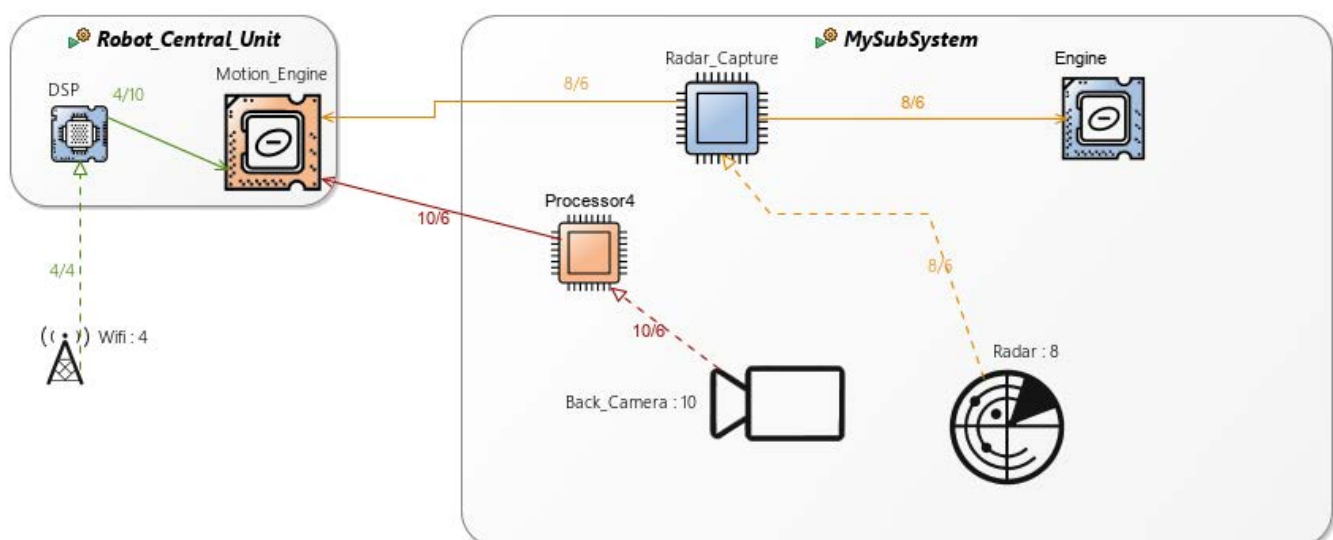 Robot_Central_Unit
MySubSystem
Radar_Capture
Engine
Motion_Engine
DSP
4/10
8/6
8/6
Processor4
10/6
4/4
8/6
10/6
Wifi : 4
Radar : 8
Back_Camera : 10